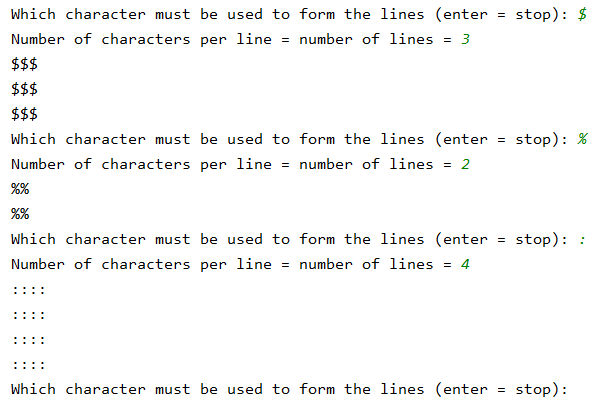 Which character must be used to form the lines (enter = stop): $
Number of characters per line = number of lines = 3
$$$
$$$
$$$
Which character must be used to form the lines (enter = stop): %
Number of characters per line = number of lines = 2
%%
%%
Which character must be used to form the lines (enter = stop): :
Number of characters per line = number of lines = 4
::::
::::
::::
::::
Which character must be used to form the lines (enter = stop):